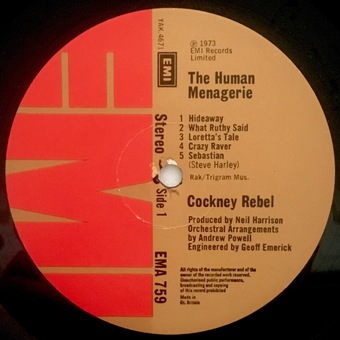 YAK.4671
EMI
℗ 1973
EMI Records
Limited
The Human
Menagerie
1 Hideaway
2 What Ruthy Said
3 Loretta's Tale
4 Crazy Raver
5 Sebastian
(Steve Harley)
Rak/Trigram Mus.
Stereo
Side 1
EMA 759
Cockney Rebel
Produced by Neil Harrison
Orchestral Arrangements
by Andrew Powell
Engineered by Geoff Emerick
All rights of the manufacturer and of the
owner of the recorded work reserved.
Unauthorised public performance,
broadcasting and copying
of this record prohibited
Made in
Gt. Britain
EMI